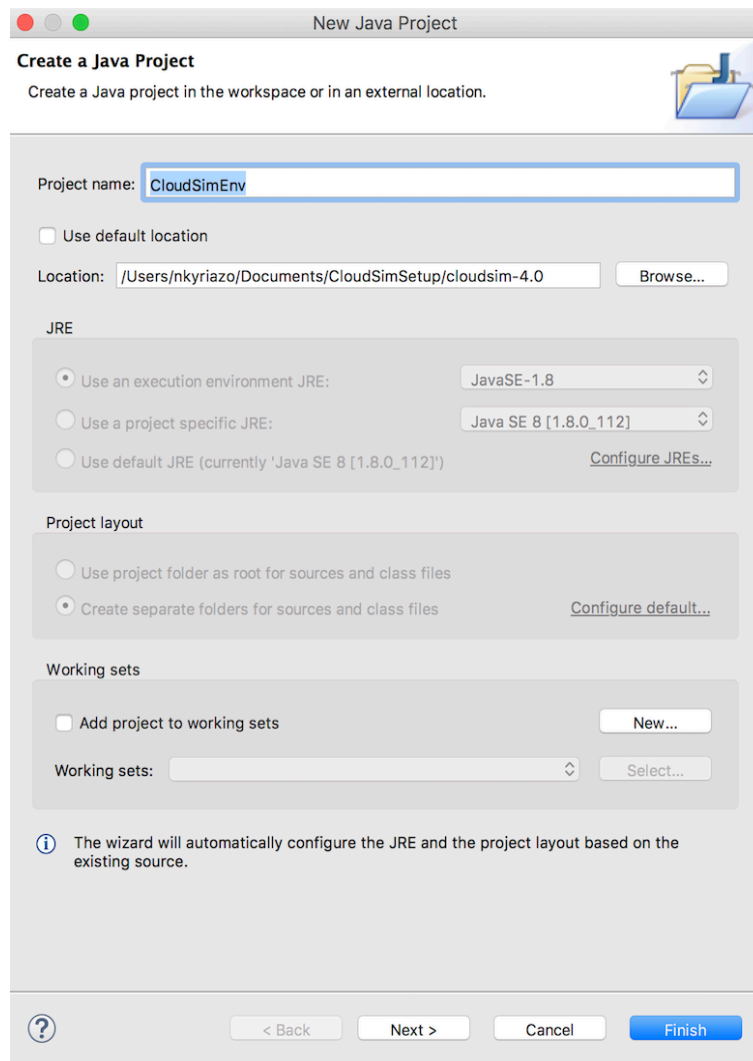 New Java Project
Create a Java Project
Create a Java project in the workspace or in an external location.
Project name: CloudSimEnv
Use default location
Location: /Users/nkyriazo/Documents/CloudSimSetup/cloudsim-4.0 Browse...
JRE
Use an execution environment JRE: JavaSE-1.8
Use a project specific JRE: Java SE 8 [1.8.0_112]
Use default JRE (currently 'Java SE 8 [1.8.0_112]') Configure JREs...
Project layout
Use project folder as root for sources and class files
Create separate folders for sources and class files Configure default...
Working sets
Add project to working sets New...
Working sets: Select...
The wizard will automatically configure the JRE and the project layout based on the
existing source.
? < Back Next > Cancel Finish